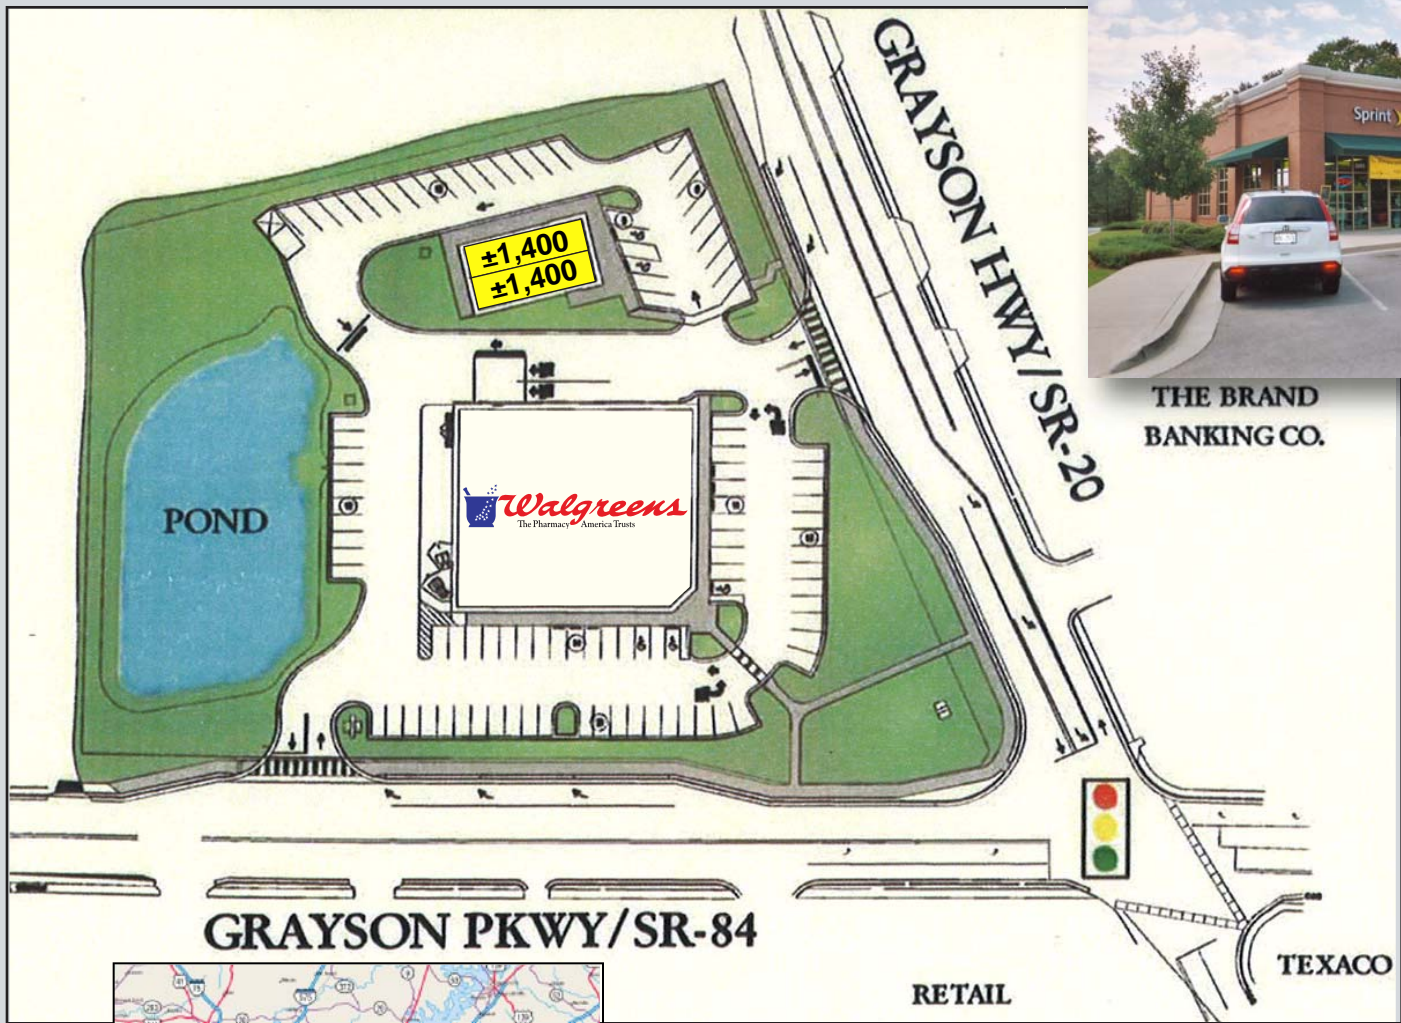 GRAYSON HWY/SR-20
Sprint
±1,400
±1,400
THE BRAND
BANKING CO.
POND
Walgreens
The Pharmacy America Trusts
GRAYSON PKWY/SR-84
TEXACO
RETAIL